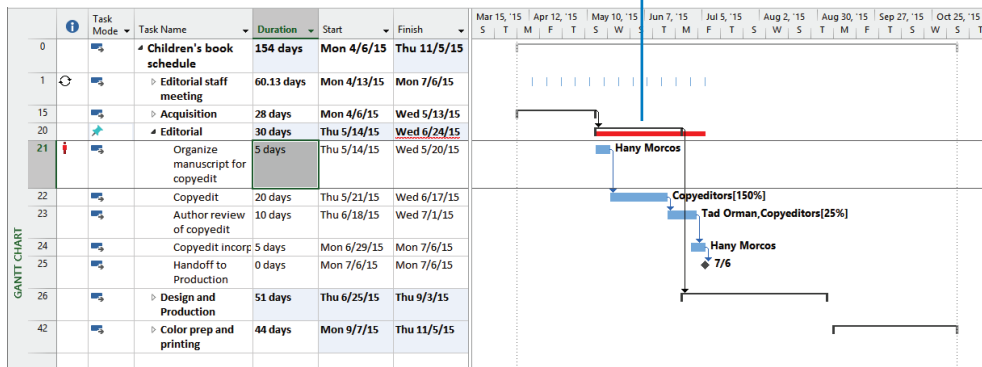 Task
Mode
Task Name
Duration
Start
Finish
Mar 15, '15 Apr 12, '15 May 10, '15 Jun 7, '15 Jul 5, '15 Aug 2, '15 Aug 30, '15 Sep 27, '15 Oct 25, '15
S T M F T S W S T M F T S W S T
0 Children's book
schedule
154 days Mon 4/6/15 Thu 11/5/15
1 Editorial staff
meeting
60.13 days Mon 4/13/15 Mon 7/6/15
15 Acquisition 28 days Mon 4/6/15 Wed 5/13/15
20 Editorial 30 days Thu 5/14/15 Wed 6/24/15
21 Organize
manuscript for
copyedit
5 days Thu 5/14/15 Wed 5/20/15
Hany Morcos
22 Copyedit 20 days Thu 5/21/15 Wed 6/17/15
Copyeditors[150%]
23 Author review
of copyedit
10 days Thu 6/18/15 Wed 7/1/15
Tad Orman,Copyeditors[25%]
24 Copyedit incorp 5 days Mon 6/29/15 Mon 7/6/15
Hany Morcos
25 Handoff to
Production
0 days Mon 7/6/15 Mon 7/6/15
7/6
26 Design and
Production
51 days Thu 6/25/15 Thu 9/3/15
42 Color prep and
printing
44 days Mon 9/7/15 Thu 11/5/15
GANTT CHART